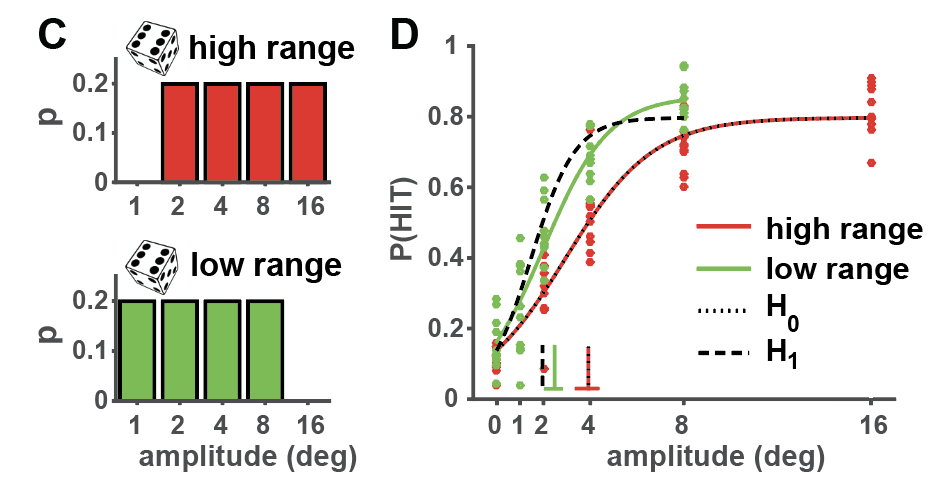 C
high range
p
0.2
0.1
0
1 2 4 8 16
low range
p
0.2
0.1
0
1 2 4 8 16
amplitude (deg)
D
P(HIT)
1
0.8
0.6
0.4
0.2
0
high range
low range
H0
H1
0 1 2 4 8 16
amplitude (deg)